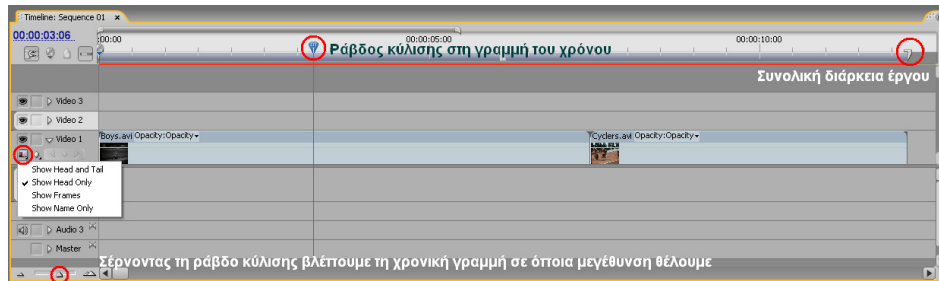 Timeline: Sequence 01 x
00:00:03:06
:00:00 00:00:05:00 00:00:10:00
Ράβδος κύλισης στη γραμμή του χρόνου
Συνολική διάρκεια έργου
Video 3
Video 2
Video 1
Boys.avi Opacity:Opacity
Cyclers.avi Opacity:Opacity
Show Head and Tail
Show Head Only
Show Frames
Show Name Only
Audio 3
Master
Σέρνοντας τη ράβδο κύλισης βλέπουμε τη χρονική γραμμή σε όποια μεγέθυνση θέλουμε